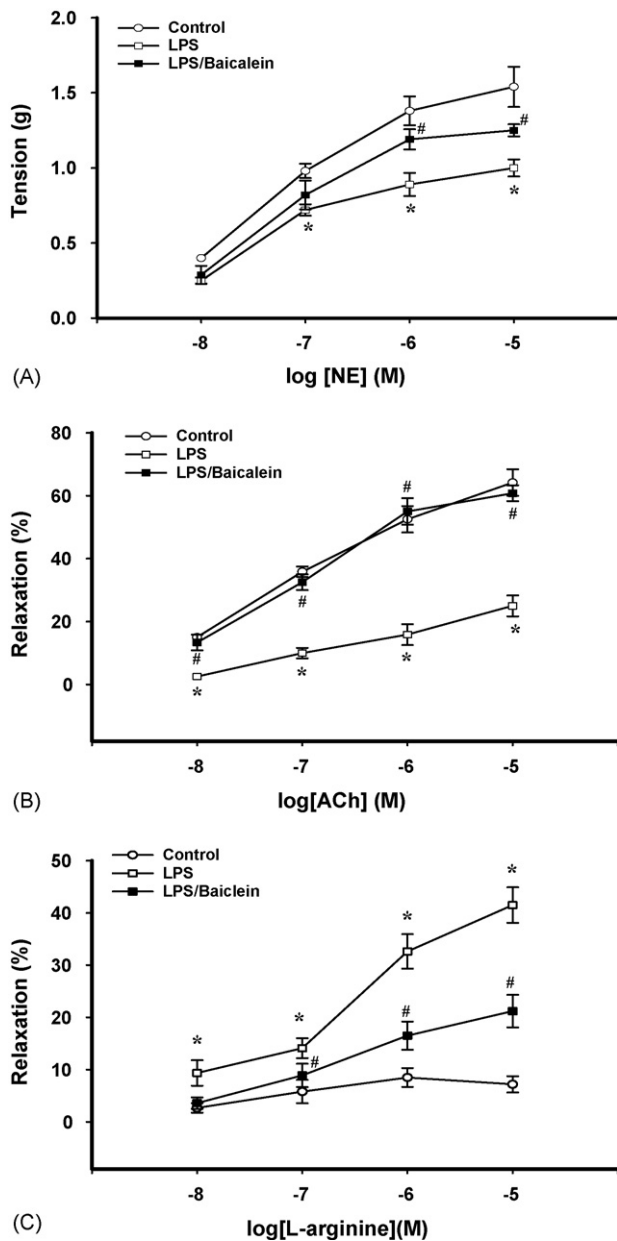 Control
LPS
LPS/Baicalein
2.0
1.5
1.0
0.5
0.0
Tension (g)
#
#
*
*
*
-8 -7 -6 -5
log [NE] (M)
(A)
Control
LPS
LPS/Baicalein
80
60
40
20
0
Relaxation (%)
#
#
#
#
*
*
*
*
-8 -7 -6 -5
log[ACh] (M)
(B)
Control
LPS
LPS/Baiclein
50
40
30
20
10
0
Relaxation (%)
*
*
*
*
#
#
#
-8 -7 -6 -5
log[L-arginine](M)
(C)